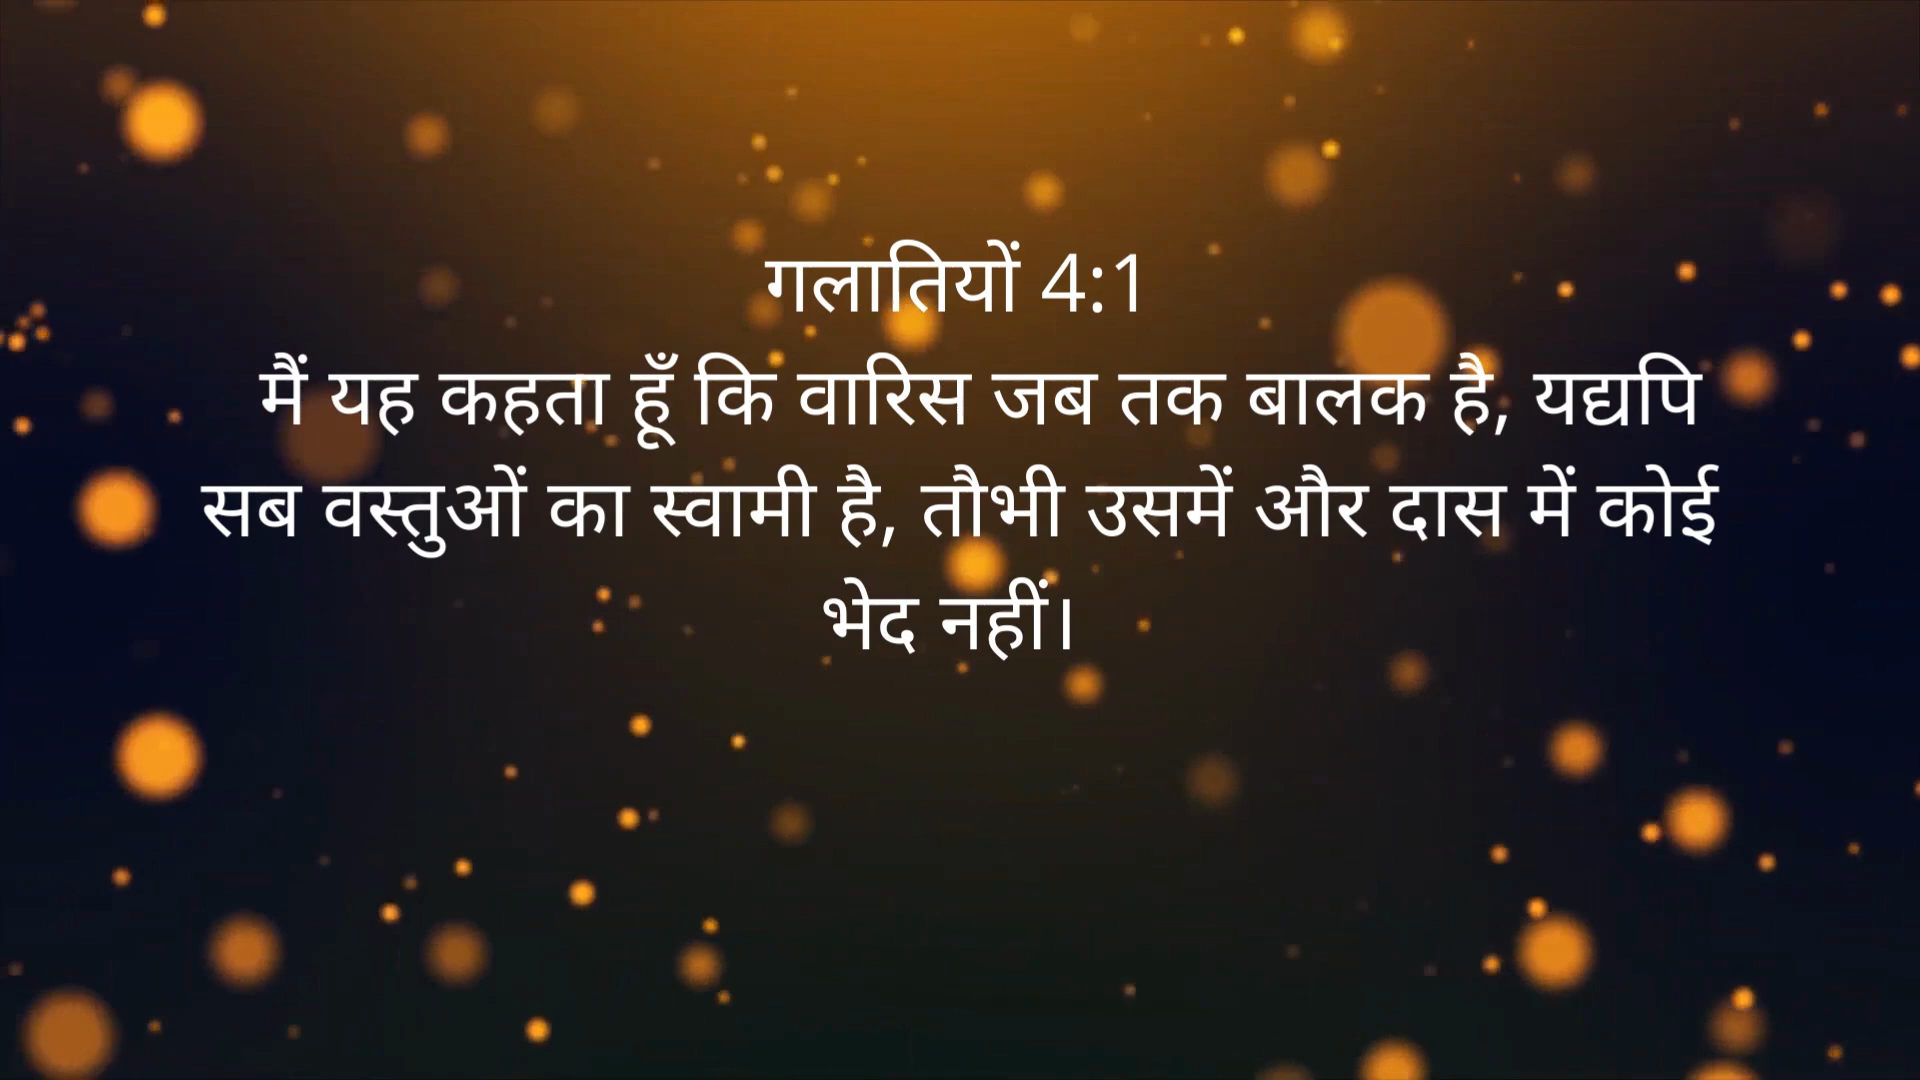 गलातियों 4:1
मैं यह कहता हूँ कि वारिस जब तक बालक है, यद्यपि
सब वस्तुओं का स्वामी है, तौभी उसमें और दास में कोई
भेद नहीं।